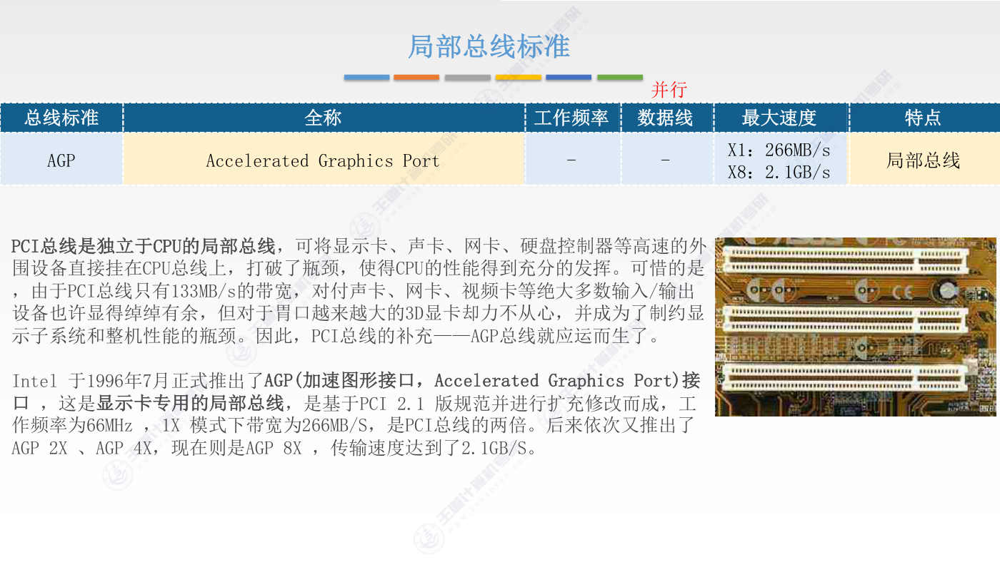 局部总线标准
并行
总线标准 全称 工作频率 数据线 最大速度 特点
AGP Accelerated Graphics Port - - X1：266MB/s X8：2.1GB/s 局部总线
PCI总线是独立于CPU的局部总线，可将显示卡、声卡、网卡、硬盘控制器等高速的外
围设备直接挂在CPU总线上，打破了瓶颈，使得CPU的性能得到充分的发挥。可惜的是
，由于PCI总线只有133MB/s的带宽，对付声卡、网卡、视频卡等绝大多数输入/输出
设备也许显得绰绰有余，但对于胃口越来越大的3D显卡却力不从心，并成为了制约显
示子系统和整机性能的瓶颈。因此，PCI总线的补充——AGP总线就应运而生了。
Intel 于1996年7月正式推出了AGP(加速图形接口，Accelerated Graphics Port)接
口 ，这是显示卡专用的局部总线，是基于PCI 2.1 版规范并进行扩充修改而成，工
作频率为66MHz ，1X 模式下带宽为266MB/S，是PCI总线的两倍。后来依次又推出了
AGP 2X 、AGP 4X，现在则是AGP 8X ，传输速度达到了2.1GB/S。
王道计算机考研